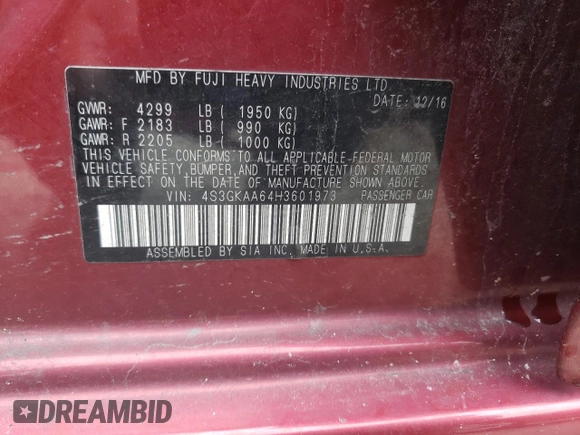 MFD BY FUJI HEAVY INDUSTRIES LTD.
DATE: 12/16
GVWR: 4299 LB ( 1950 KG)
GAWR: F 2183 LB ( 990 KG)
GAWR: R 2205 LB ( 1000 KG)
THIS VEHICLE CONFORMS TO ALL APPLICABLE FEDERAL MOTOR
VEHICLE SAFETY, BUMPER, AND THEFT PREVENTION STANDARDS
IN EFFECT ON THE DATE OF MANUFACTURE SHOWN ABOVE.
VIN: 4S3GKAA64H3601973 PASSENGER CAR
ASSEMBLED BY SIA INC. MADE IN U.S.A.
DREAMBID